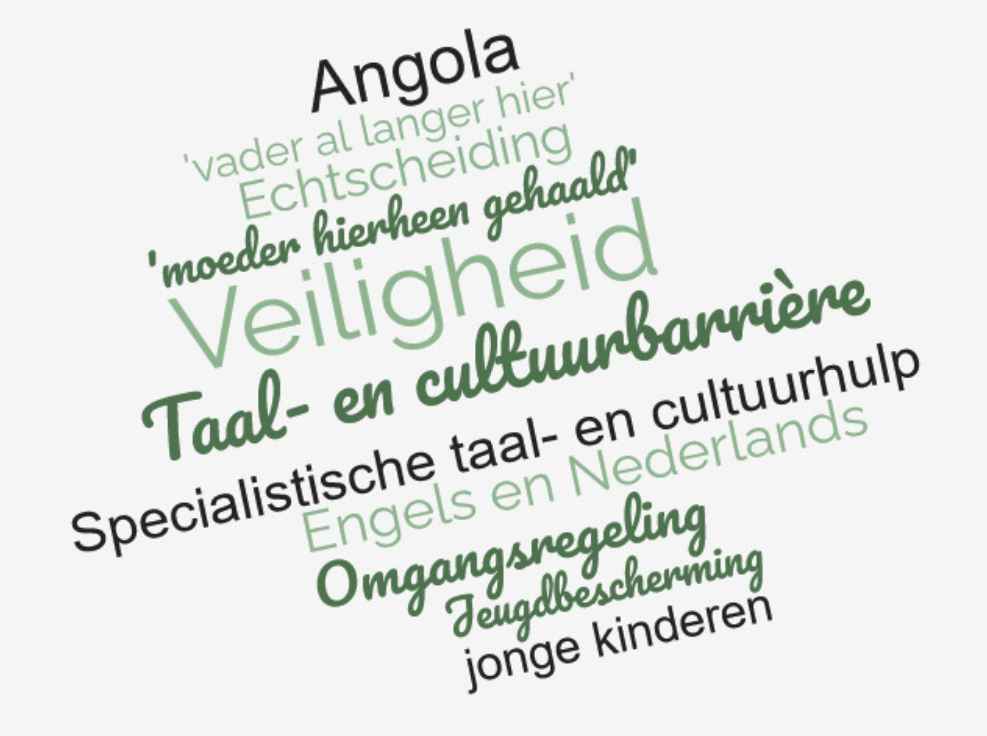 Angola
'vader al langer hier'
Echtscheiding
'moeder hierheen gehaald'
Veiligheid
Taal- en cultuurbarrière
Specialistische taal- en cultuurhulp
Engels en Nederlands
Omgangsregeling
Jeugdbescherming
jonge kinderen